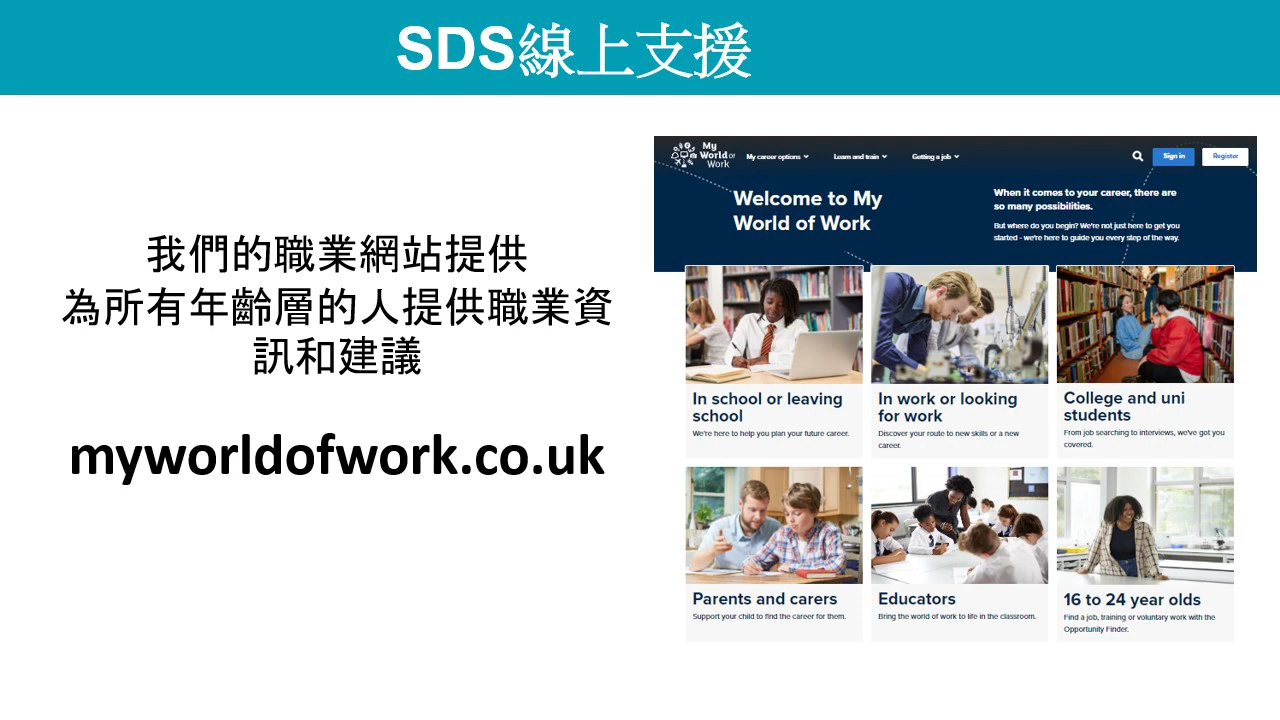 SDS線上支援
我們的職業網站提供
為所有年齡層的人提供職業資
訊和建議
myworldofwork.co.uk
My
World of
Work
My career options
Learn and train
Getting a job
Sign in
Register
Welcome to My
World of Work
When it comes to your career, there are
so many possibilities.
But where do you begin? We're not just here to get you
started - we're here to guide you every step of the way.
In school or leaving
school
We're here to help you plan your future career.
In work or looking
for work
Discover your route to new skills or a new
career.
College and uni
students
From job searching to interviews, we've got you
covered.
Parents and carers
Support your child to find the career for them.
Educators
Bring the world of work to life in the classroom.
16 to 24 year olds
Find a job, training or voluntary work with the
Opportunity Finder.